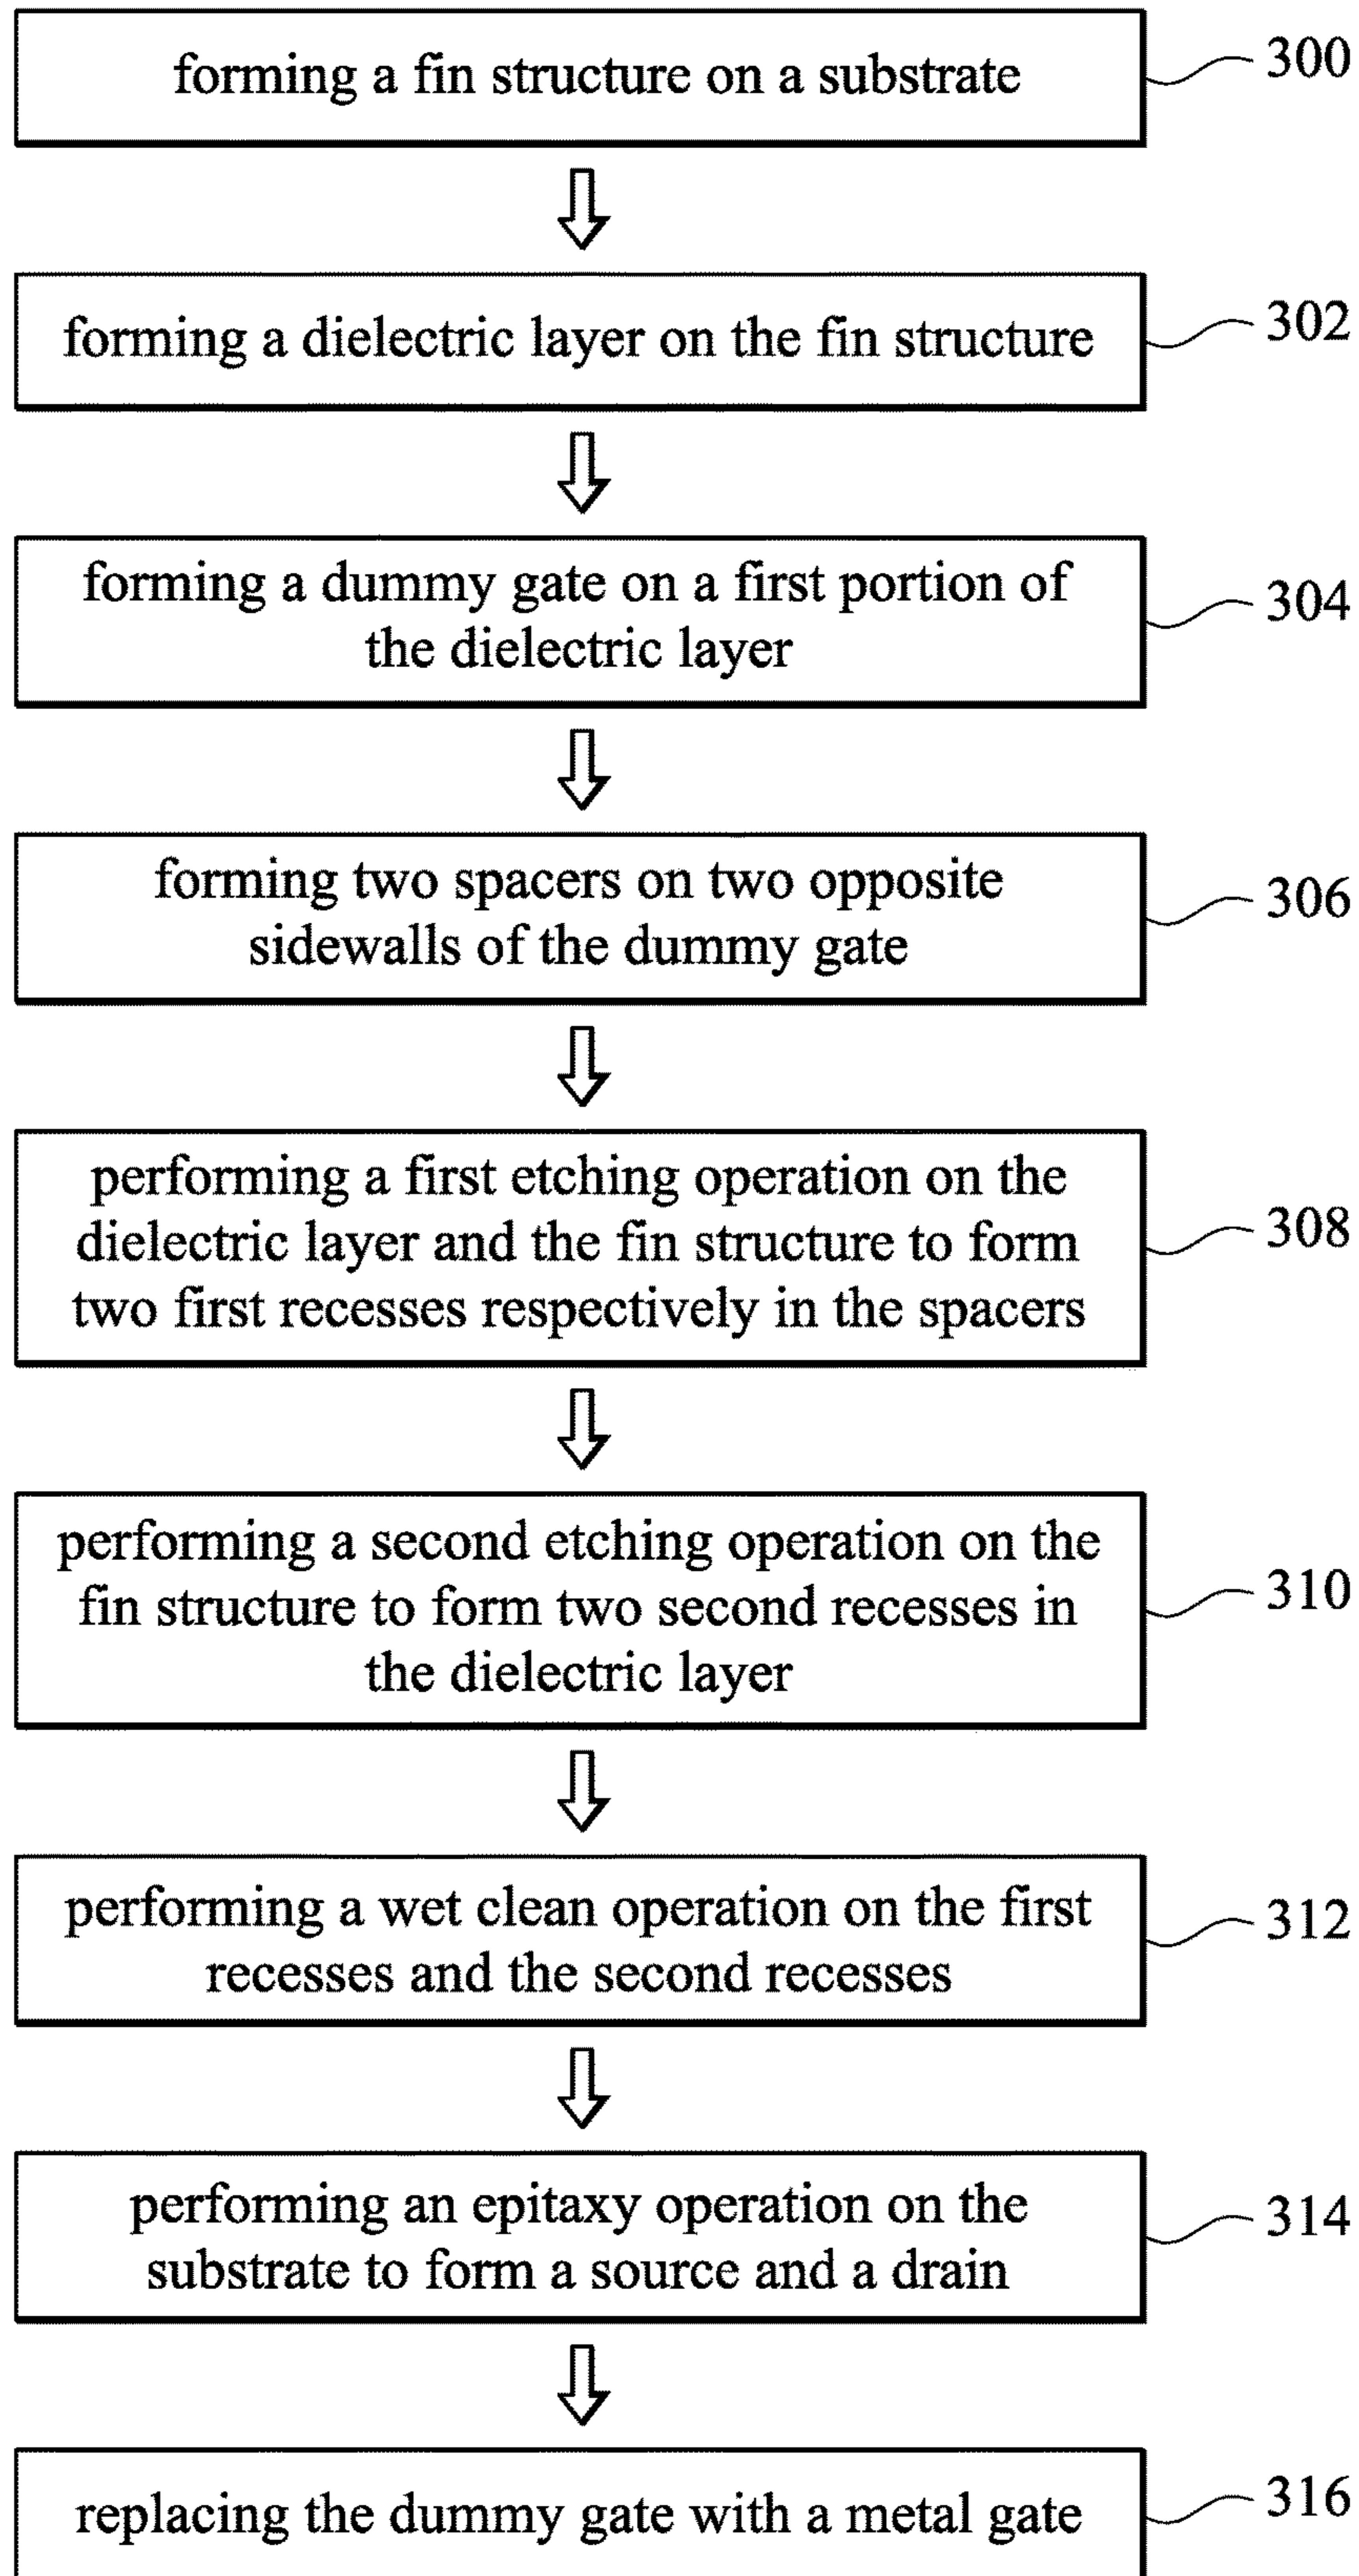 forming a fin structure on a substrate
300
forming a dielectric layer on the fin structure
302
forming a dummy gate on a first portion of
the dielectric layer
304
forming two spacers on two opposite
sidewalls of the dummy gate
306
performing a first etching operation on the
dielectric layer and the fin structure to form
two first recesses respectively in the spacers
308
performing a second etching operation on the
fin structure to form two second recesses in
the dielectric layer
310
performing a wet clean operation on the first
recesses and the second recesses
312
performing an epitaxy operation on the
substrate to form a source and a drain
314
replacing the dummy gate with a metal gate
316